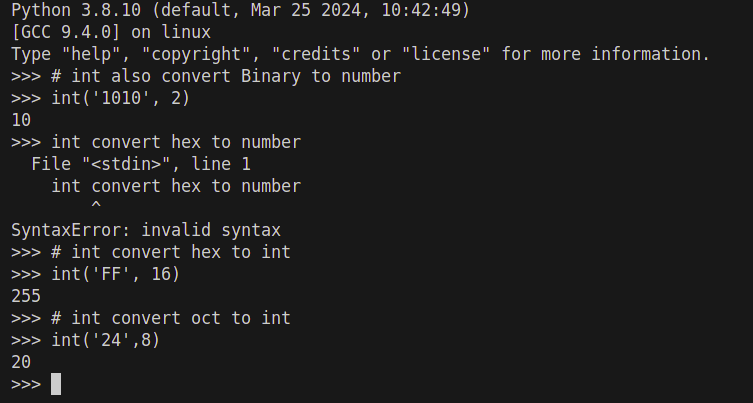 Python 3.8.10 (default, Mar 25 2024, 10:42:49)
[GCC 9.4.0] on linux
Type "help", "copyright", "credits" or "license" for more information.
>>> # int also convert Binary to number
>>> int('1010', 2)
10
>>> int convert hex to number
  File "<stdin>", line 1
    int convert hex to number
        ^
SyntaxError: invalid syntax
>>> # int convert hex to int
>>> int('FF', 16)
255
>>> # int convert oct to int
>>> int('24',8)
20
>>>